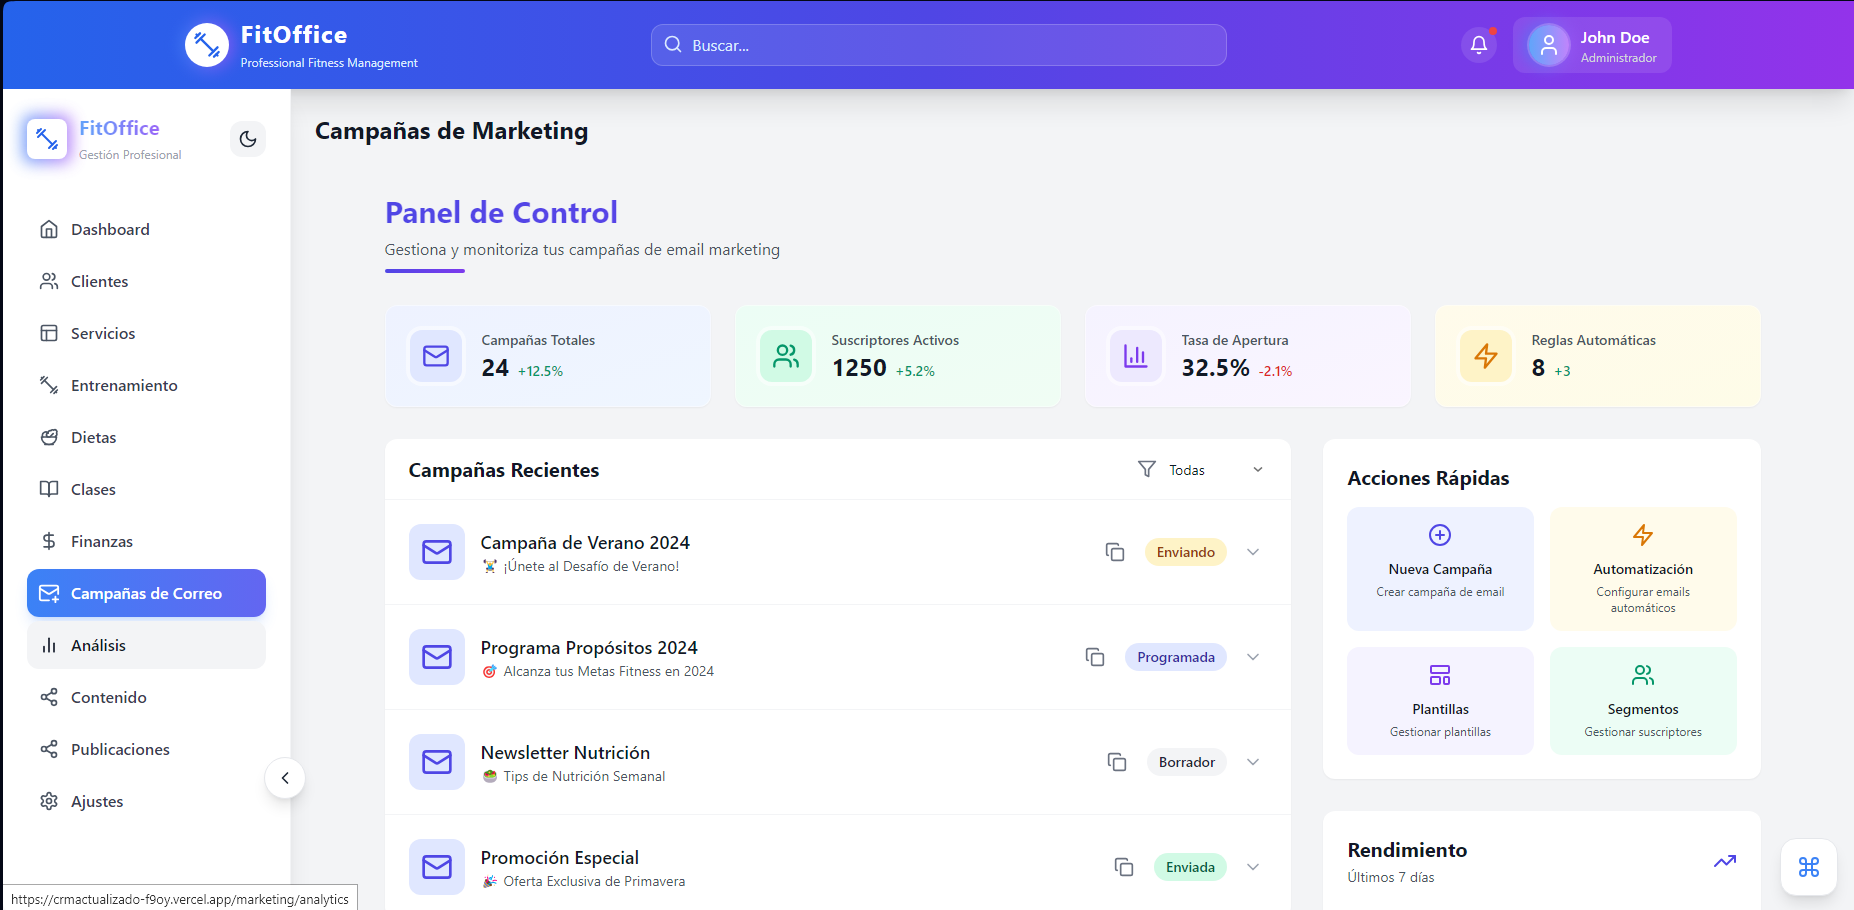 FitOffice
Professional Fitness Management
Buscar...
John Doe
Administrador
FitOffice
Gestión Profesional
Dashboard
Clientes
Servicios
Entrenamiento
Dietas
Clases
Finanzas
Campañas de Correo
Análisis
Contenido
Publicaciones
Ajustes
https://crmactualizado-f9oy.vercel.app/marketing/analytics
Campañas de Marketing
Panel de Control
Gestiona y monitoriza tus campañas de email marketing
Campañas Totales
24 +12.5%
Suscriptores Activos
1250 +5.2%
Tasa de Apertura
32.5% -2.1%
Reglas Automáticas
8 +3
Campañas Recientes
Todas
Campaña de Verano 2024
🏋️ ¡Únete al Desafío de Verano!
Enviando
Programa Propósitos 2024
🎯 Alcanza tus Metas Fitness en 2024
Programada
Newsletter Nutrición
🥗 Tips de Nutrición Semanal
Borrador
Promoción Especial
🎉 Oferta Exclusiva de Primavera
Enviada
Acciones Rápidas
Nueva Campaña
Crear campaña de email
Automatización
Configurar emails
automáticos
Plantillas
Gestionar plantillas
Segmentos
Gestionar suscriptores
Rendimiento
Últimos 7 días